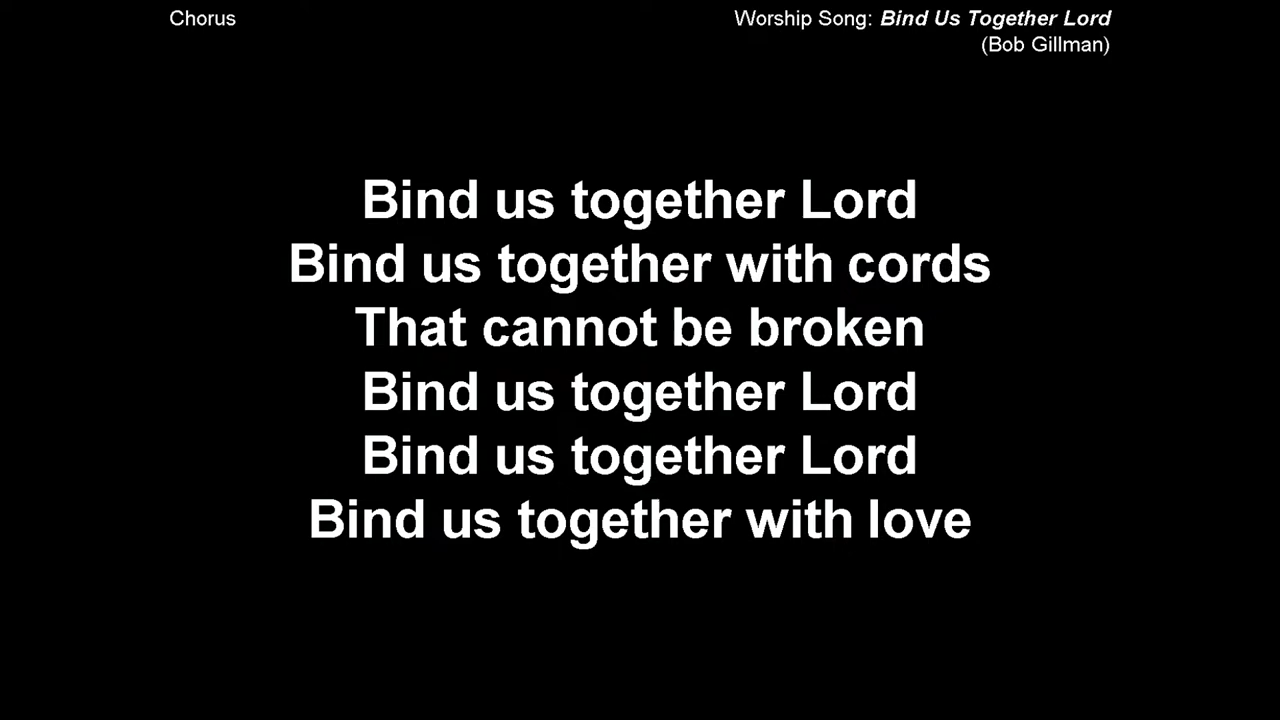 Chorus
Worship Song: Bind Us Together Lord
(Bob Gillman)
Bind us together Lord
Bind us together with cords
That cannot be broken
Bind us together Lord
Bind us together Lord
Bind us together with love